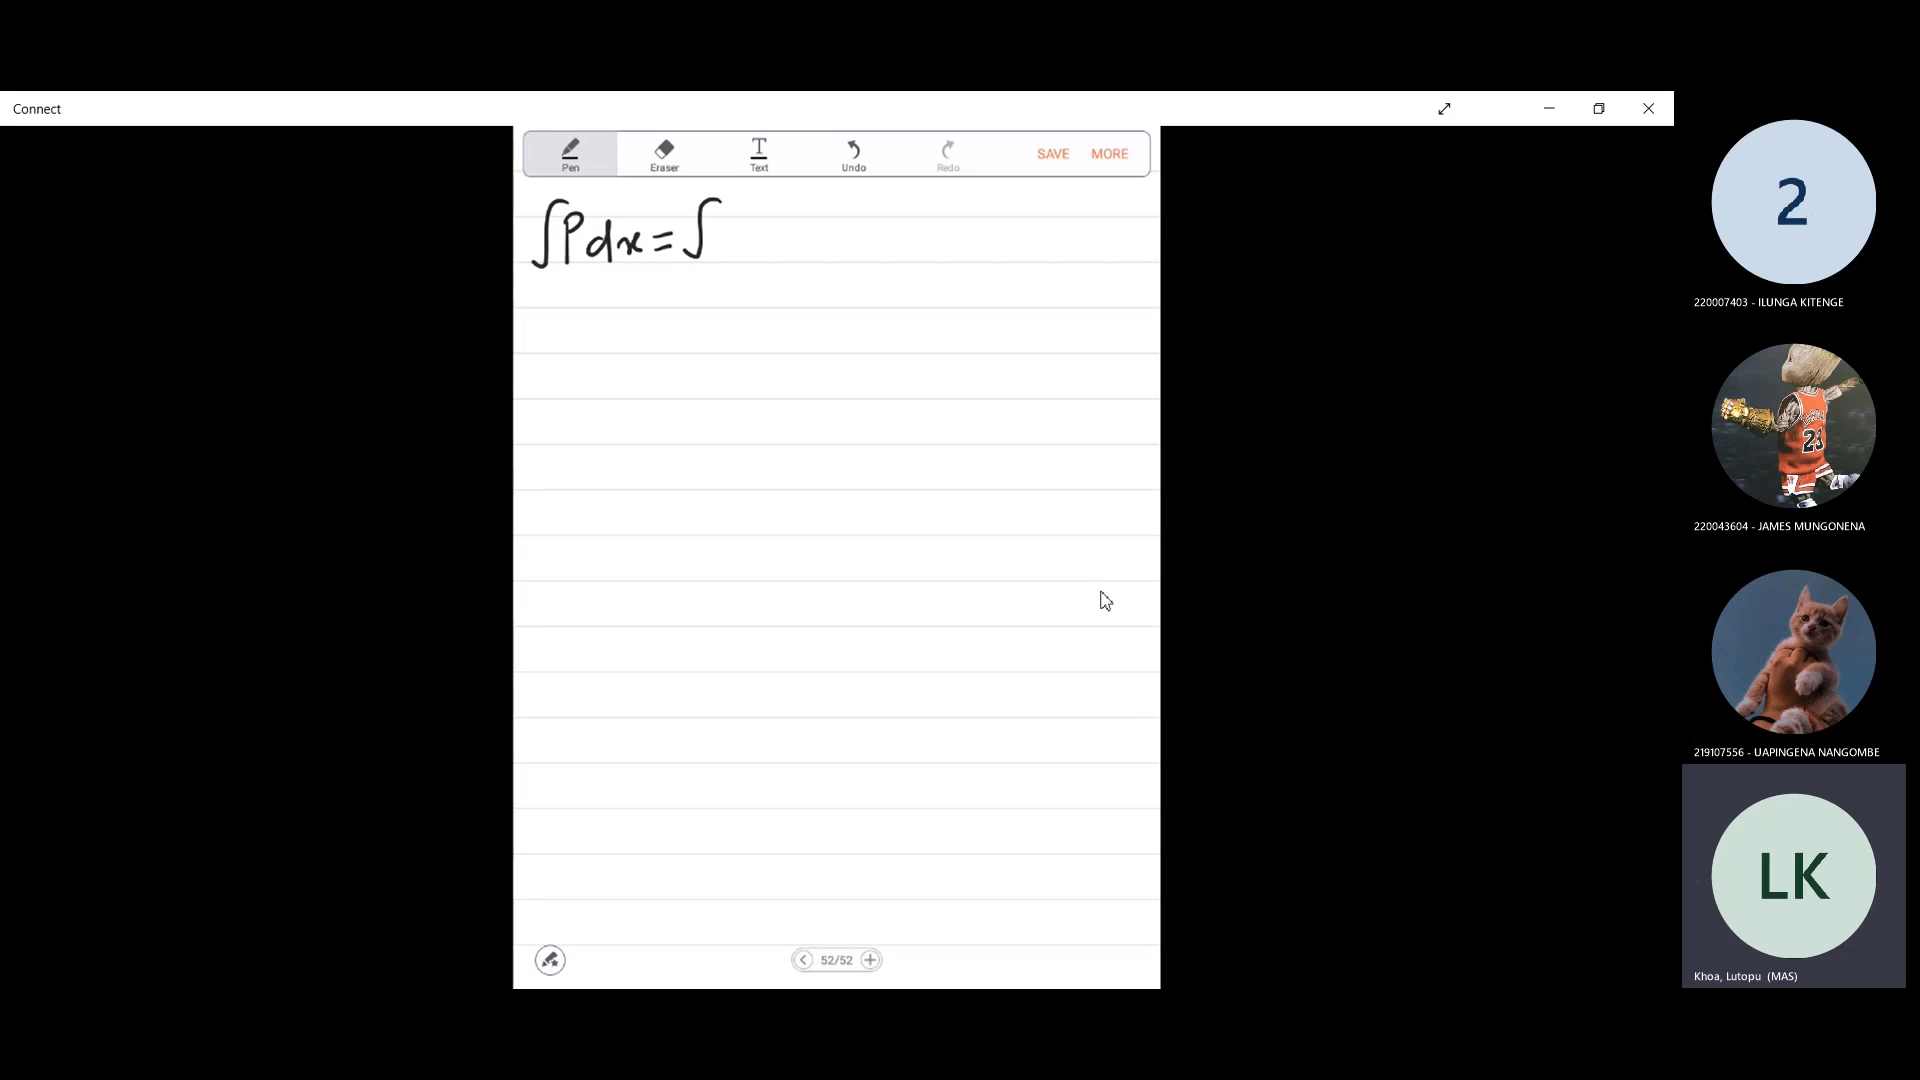 Connect
Pen
Eraser
T
Text
Undo
Redo
SAVE
MORE
∫P dx = ∫
52/52
2
220007403 - ILUNGA KITENGE
23
220043604 - JAMES MUNGONENA
219107556 - UAPINGENA NANGOMBE
LK
Khoa, Lutopu (MAS)